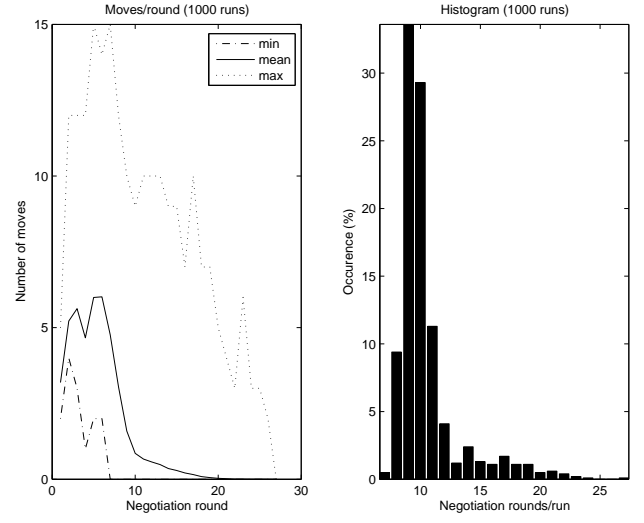 Moves/round (1000 runs)
15
10
5
0
0
10
20
30
Number of moves
Negotiation round
min
mean
max
Histogram (1000 runs)
30
25
20
15
10
5
0
10
15
20
25
Occurence (%)
Negotiation rounds/run